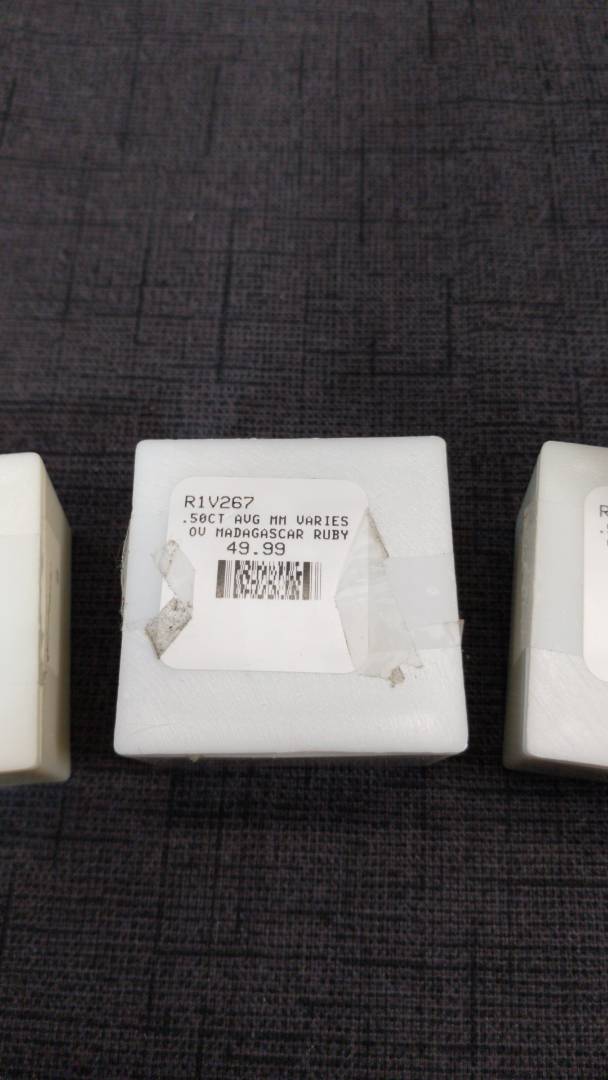 R1V267
.50CT AVG MM VARIES
OV MADAGASCAR RUBY
49.99
R